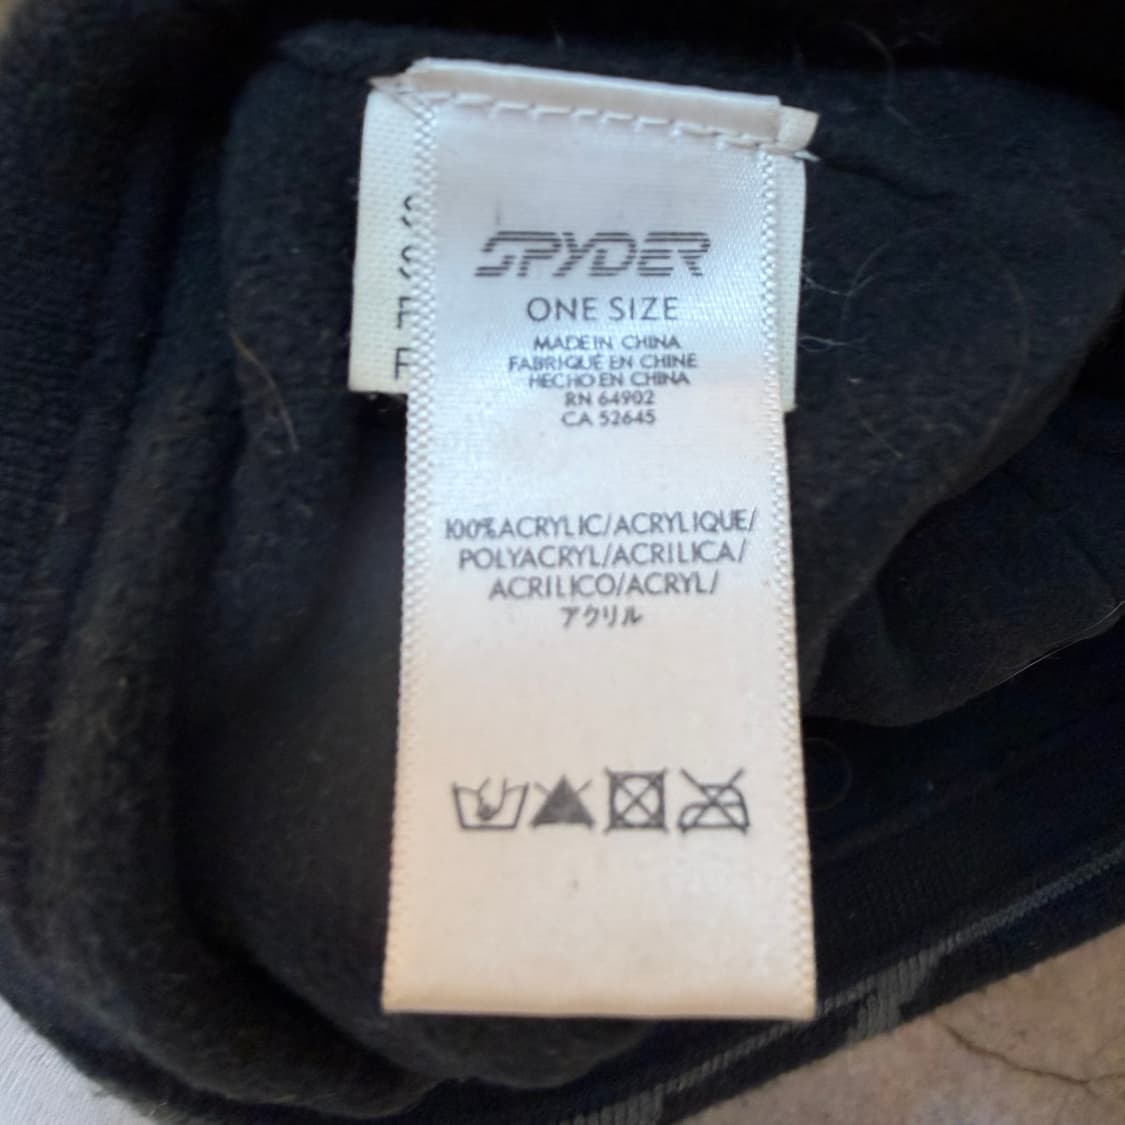 SPYDER
ONE SIZE
MADE IN CHINA
FABRIQUÉ EN CHINE
HECHO EN CHINA
RN 64902
CA 52645
100% ACRYLIC/ACRYLIQUE/
POLYACRYL/ACRILICA/
ACRILICO/ACRYL/
アクリル